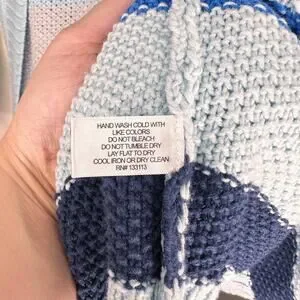 HAND WASH COLD WITH
LIKE COLORS
DO NOT BLEACH
DO NOT TUMBLE DRY
LAY FLAT TO DRY
COOL IRON OR DRY CLEAN
RN# 133113